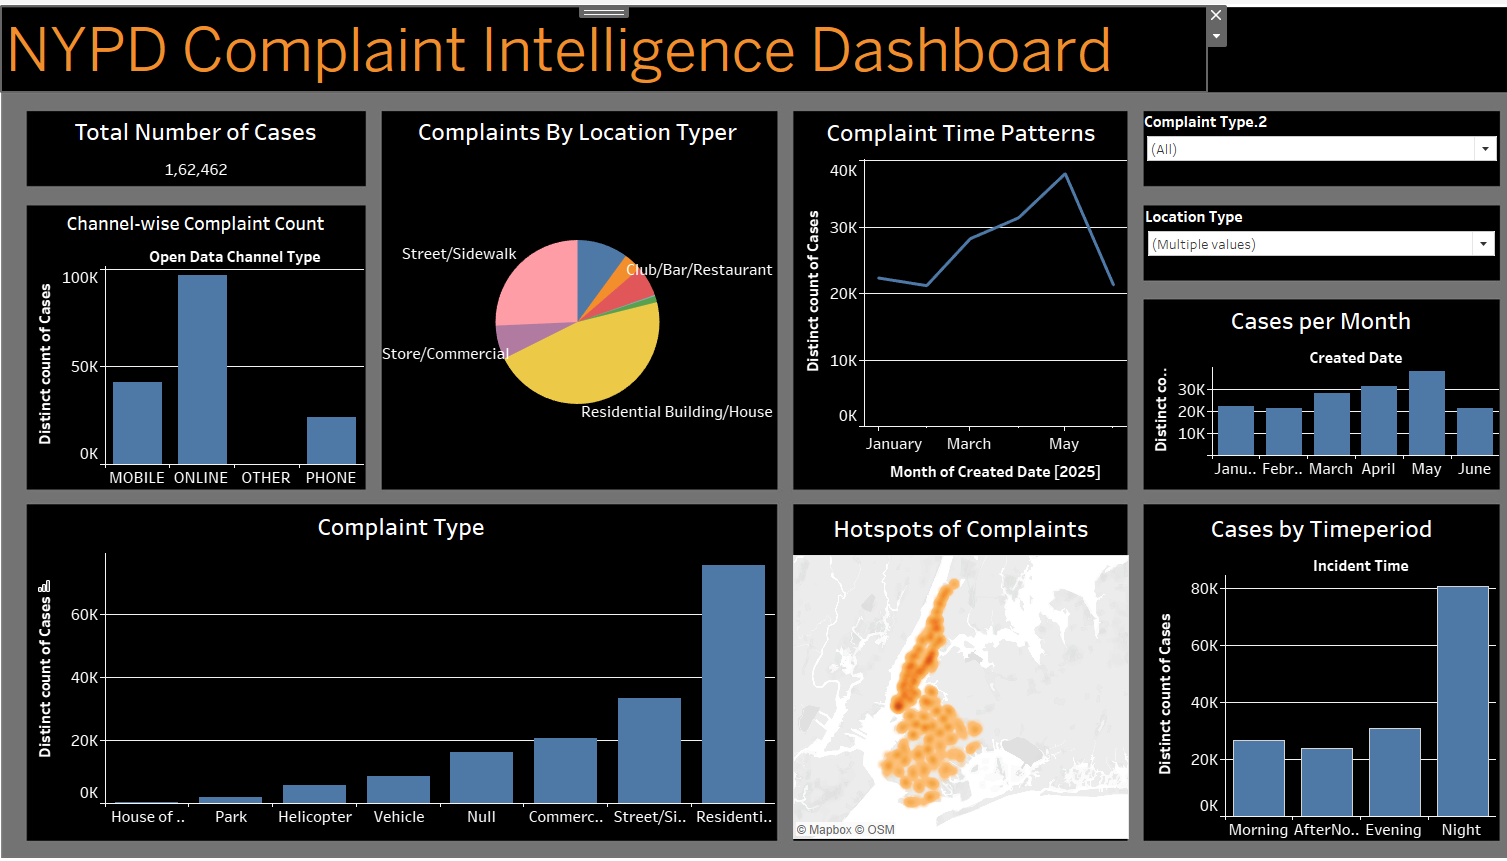 NYPD Complaint Intelligence Dashboard
Total Number of Cases
1,62,462
Channel-wise Complaint Count
Open Data Channel Type
Distinct count of Cases
100K
50K
0K
MOBILE ONLINE OTHER PHONE
Complaints By Location Typer
Street/Sidewalk
Club/Bar/Restaurant
Store/Commercial
Residential Building/House
Complaint Time Patterns
Distinct count of Cases
40K
30K
20K
10K
0K
January March May
Month of Created Date [2025]
Complaint Type.2
(All)
Location Type
(Multiple values)
Cases per Month
Created Date
Distinct co..
30K
20K
10K
Janu.. Febr.. March April May June
Complaint Type
Distinct count of Cases
60K
40K
20K
0K
House of .. Park Helicopter Vehicle Null Commerc.. Street/Si.. Residenti..
Hotspots of Complaints
© Mapbox © OSM
Cases by Timeperiod
Incident Time
Distinct count of Cases
80K
60K
40K
20K
0K
Morning AfterNo.. Evening Night